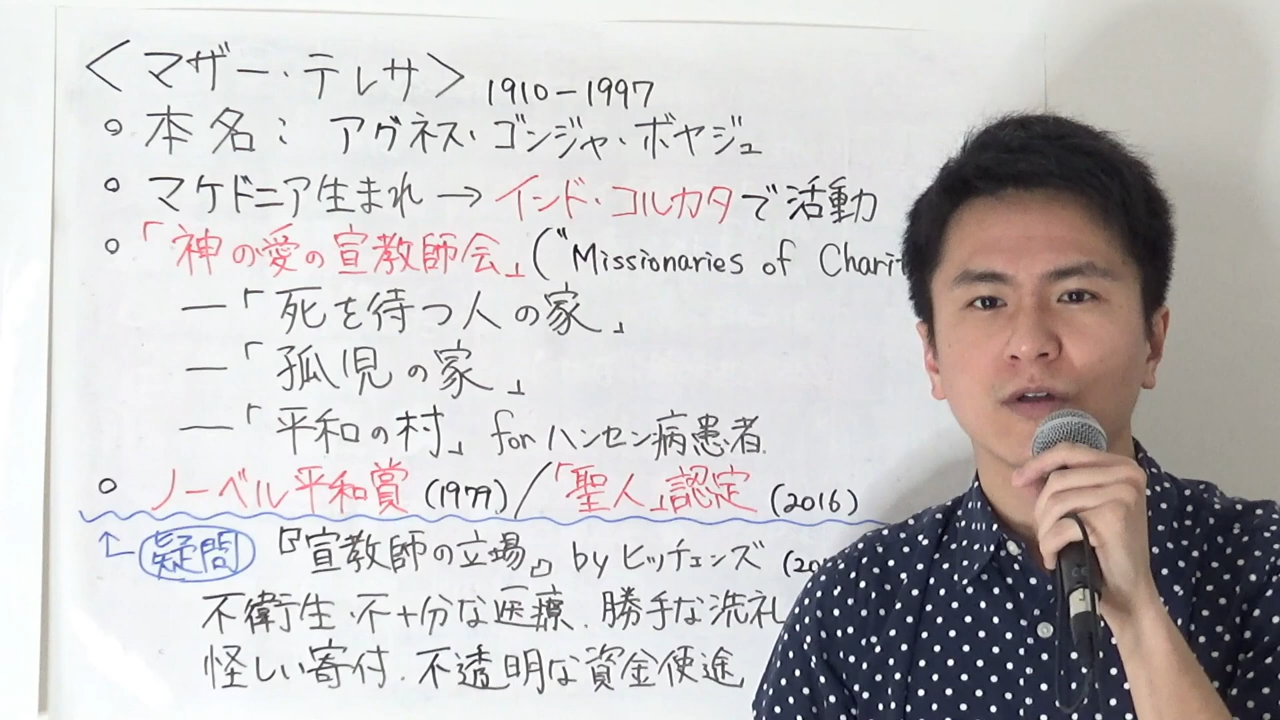 〈マザー・テレサ〉1910-1997
○ 本名: アグネス・ゴンジャ・ボヤジュ
○ マケドニア生まれ → インド・コルカタで活動
○ 「神の愛の宣教師会」("Missionaries of
―「死を待つ人の家」
―「孤児の家」
―「平和の村」for ハンセン病患者.
○ ノーベル平和賞 (1979) /「聖人」認定 (2016)
疑問 『宣教師の立場』by ヒッチェンズ
不衛生・不十分な医療. 勝手な洗礼
怪しい寄付. 不透明な資金使途